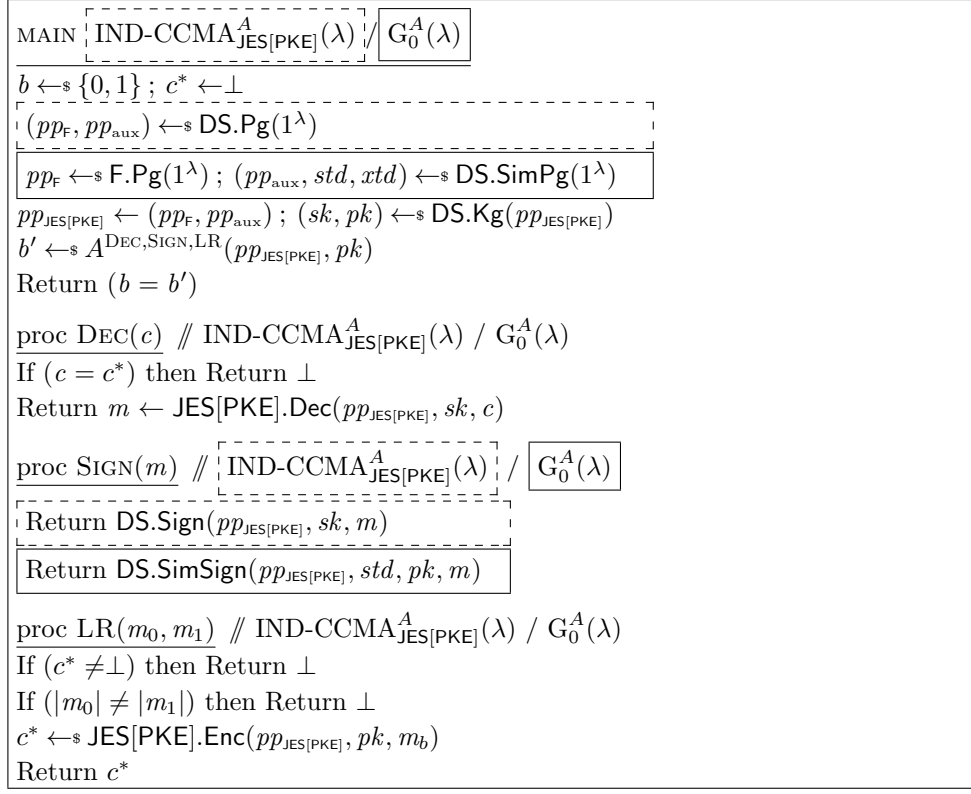 MAIN IND-CCMA^A_{JES[PKE]}(λ) / G^A_0(λ)
b ←$ {0, 1} ; c* ←⊥
(pp_F, pp_aux) ←$ DS.Pg(1^λ)
pp_F ←$ F.Pg(1^λ) ; (pp_aux, std, xtd) ←$ DS.SimPg(1^λ)
pp_{JES[PKE]} ← (pp_F, pp_aux) ; (sk, pk) ←$ DS.Kg(pp_{JES[PKE]})
b′ ←$ A^{DEC,SIGN,LR}(pp_{JES[PKE]}, pk)
Return (b = b′)
proc DEC(c) // IND-CCMA^A_{JES[PKE]}(λ) / G^A_0(λ)
If (c = c*) then Return ⊥
Return m ← JES[PKE].Dec(pp_{JES[PKE]}, sk, c)
proc SIGN(m) // IND-CCMA^A_{JES[PKE]}(λ) / G^A_0(λ)
Return DS.Sign(pp_{JES[PKE]}, sk, m)
Return DS.SimSign(pp_{JES[PKE]}, std, pk, m)
proc LR(m_0, m_1) // IND-CCMA^A_{JES[PKE]}(λ) / G^A_0(λ)
If (c* ≠⊥) then Return ⊥
If (|m_0| ≠ |m_1|) then Return ⊥
c* ←$ JES[PKE].Enc(pp_{JES[PKE]}, pk, m_b)
Return c*